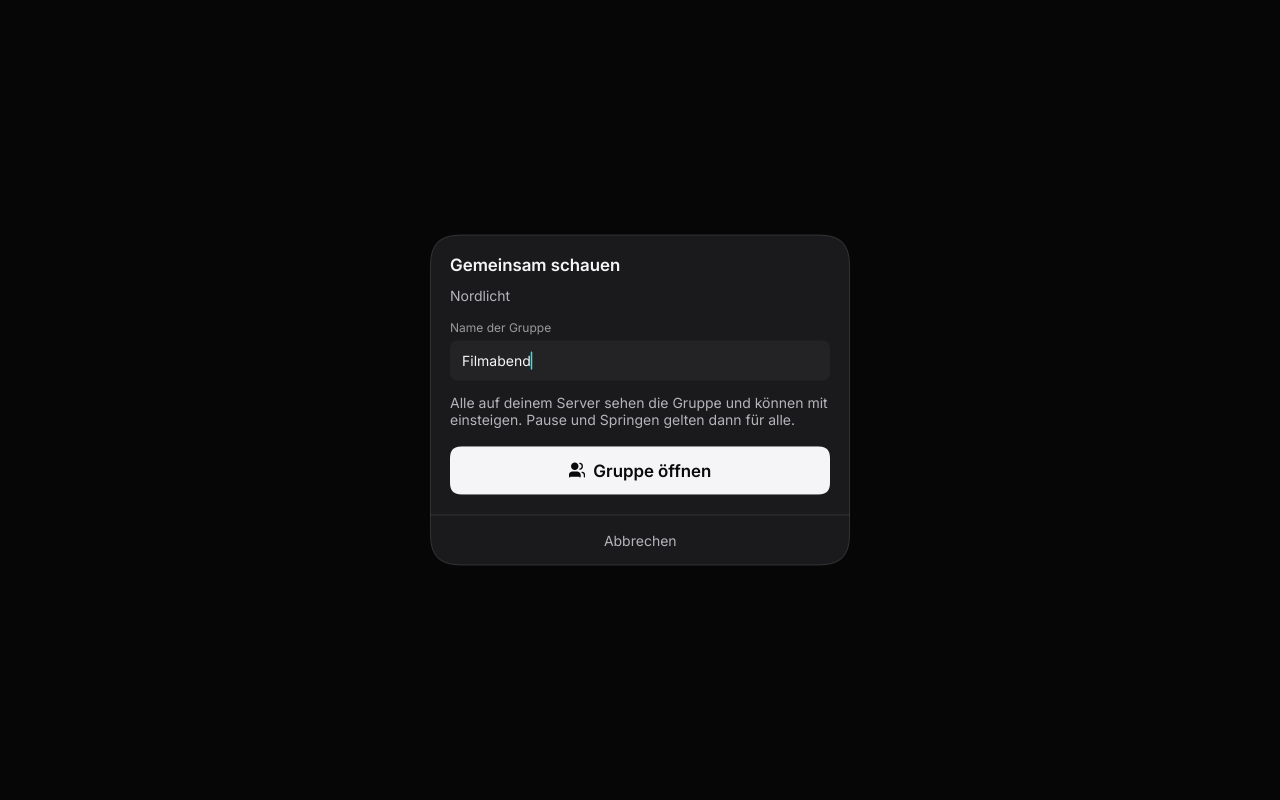 Gemeinsam schauen
Nordlicht
Name der Gruppe
Filmabend
Alle auf deinem Server sehen die Gruppe und können mit
einsteigen. Pause und Springen gelten dann für alle.
Gruppe öffnen
Abbrechen